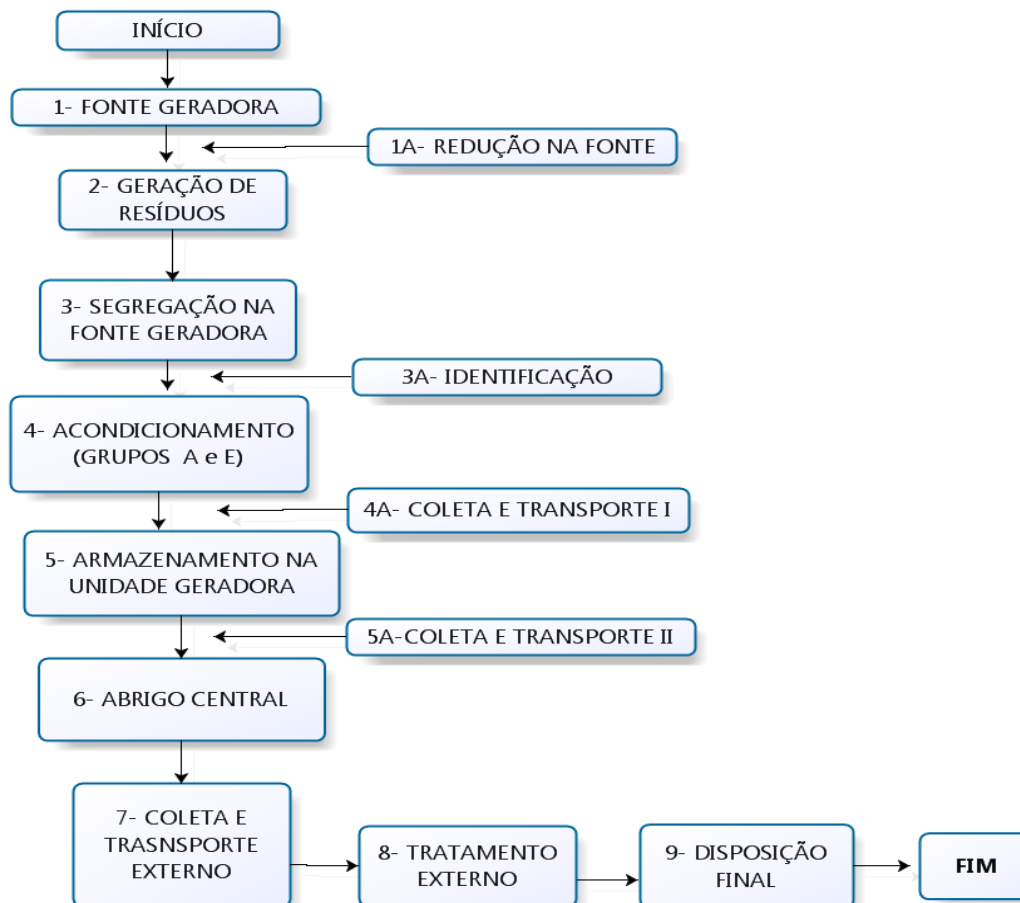 INÍCIO
1- FONTE GERADORA
1A- REDUÇÃO NA FONTE
2- GERAÇÃO DE
RESÍDUOS
3- SEGREGAÇÃO NA
FONTE GERADORA
3A- IDENTIFICAÇÃO
4- ACONDICIONAMENTO
(GRUPOS A e E)
4A- COLETA E TRANSPORTE I
5- ARMAZENAMENTO NA
UNIDADE GERADORA
5A-COLETA E TRANSPORTE II
6- ABRIGO CENTRAL
7- COLETA E
TRASNSPORTE
EXTERNO
8- TRATAMENTO
EXTERNO
9- DISPOSIÇÃO
FINAL
FIM